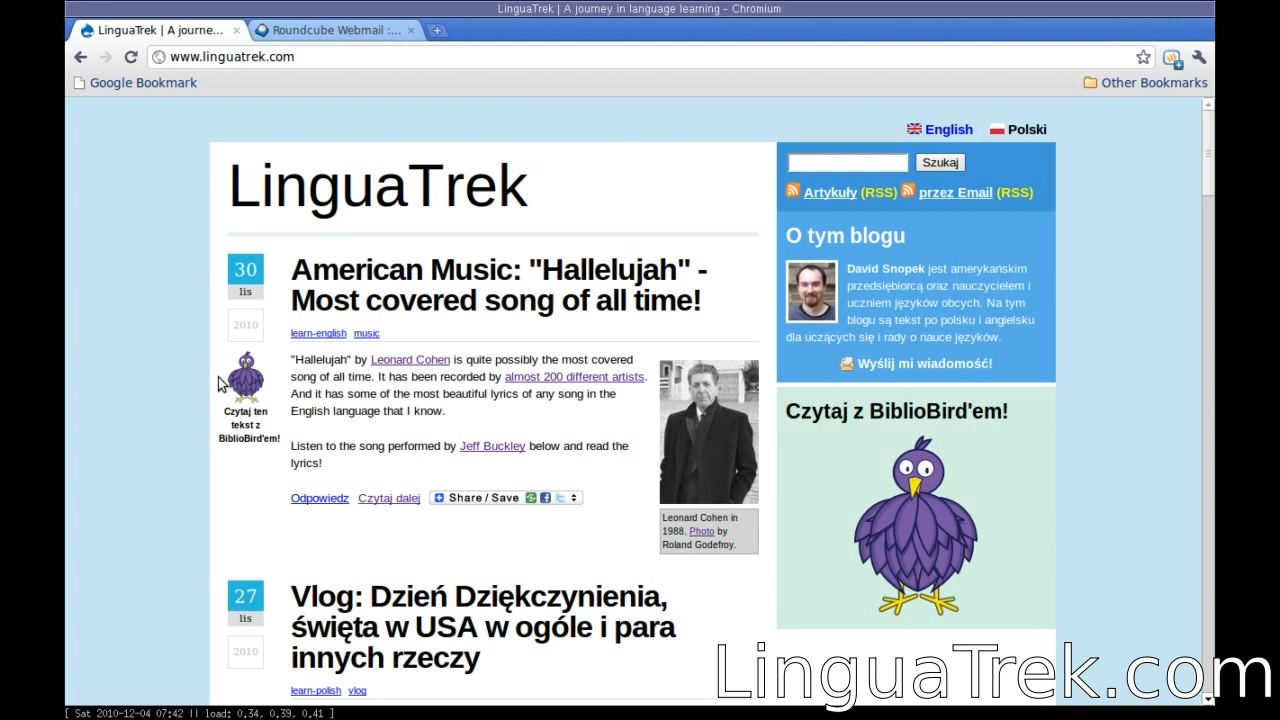 LinguaTrek | A journey in language learning - Chromium
LinguaTrek | A journe...
Roundcube Webmail :...
www.linguatrek.com
Google Bookmark
Other Bookmarks
English
Polski
LinguaTrek
Szukaj
Artykuły (RSS) przez Email (RSS)
O tym blogu
David Snopek jest amerykańskim
przedsiębiorcą oraz nauczycielem i
uczniem języków obcych. Na tym
blogu są tekst po polsku i angielsku
dla uczących się i rady o nauce języków.
Wyślij mi wiadomość!
Czytaj z BiblioBird'em!
30
lis
2010
American Music: "Hallelujah" -
Most covered song of all time!
learn-english music
Czytaj ten
tekst z
BiblioBird'em!
"Hallelujah" by Leonard Cohen is quite possibly the most covered
song of all time. It has been recorded by almost 200 different artists.
And it has some of the most beautiful lyrics of any song in the
English language that I know.
Listen to the song performed by Jeff Buckley below and read the
lyrics!
Odpowiedz Czytaj dalej Share / Save
Leonard Cohen in
1988. Photo by
Roland Godefroy.
27
lis
2010
Vlog: Dzień Dziękczynienia,
święta w USA w ogóle i para
innych rzeczy
learn-polish vlog
LinguaTrek.com
[ Sat 2010-12-04 07:42 || load: 0.34, 0.39, 0.41 ]